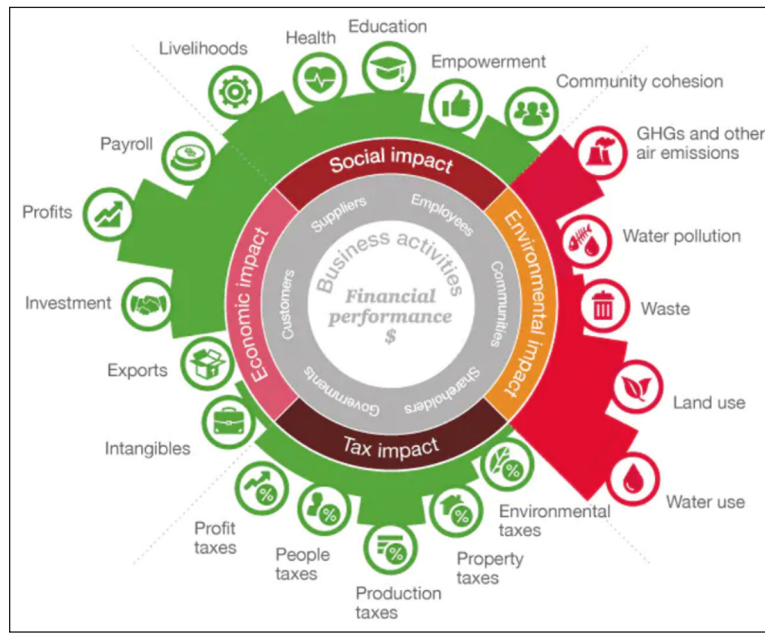 Education
Health
Livelihoods
Empowerment
Community cohesion
GHGs and other
air emissions
Payroll
Social impact
Profits
Suppliers
Employees
Water pollution
Business activities
Economic impact
Environmental impact
Customers
Communities
Financial
performance
$
Investment
Waste
Exports
Governments
Shareholders
Land use
Intangibles
Tax impact
Water use
Profit
taxes
People
taxes
Production
taxes
Property
taxes
Environmental
taxes
%
%
%
%
%